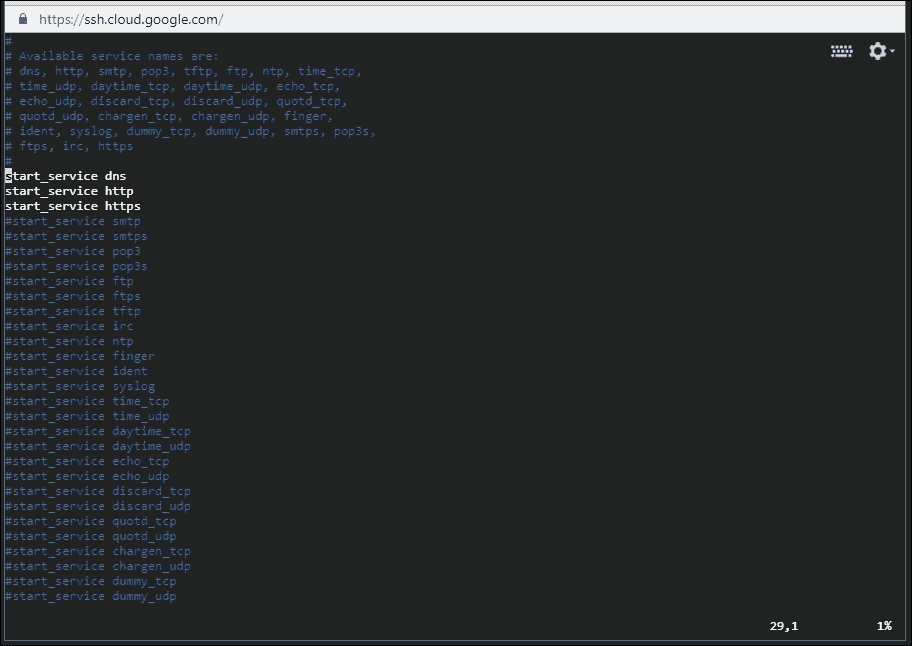 https://ssh.cloud.google.com/
#
# Available service names are:
# dns, http, smtp, pop3, tftp, ftp, ntp, time_tcp,
# time_udp, daytime_tcp, daytime_udp, echo_tcp,
# echo_udp, discard_tcp, discard_udp, quotd_tcp,
# quotd_udp, chargen_tcp, chargen_udp, finger,
# ident, syslog, dummy_tcp, dummy_udp, smtps, pop3s,
# ftps, irc, https
#
start_service dns
start_service http
start_service https
#start_service smtp
#start_service smtps
#start_service pop3
#start_service pop3s
#start_service ftp
#start_service ftps
#start_service tftp
#start_service irc
#start_service ntp
#start_service finger
#start_service ident
#start_service syslog
#start_service time_tcp
#start_service time_udp
#start_service daytime_tcp
#start_service daytime_udp
#start_service echo_tcp
#start_service echo_udp
#start_service discard_tcp
#start_service discard_udp
#start_service quotd_tcp
#start_service quotd_udp
#start_service chargen_tcp
#start_service chargen_udp
#start_service dummy_tcp
#start_service dummy_udp
29,1 1%